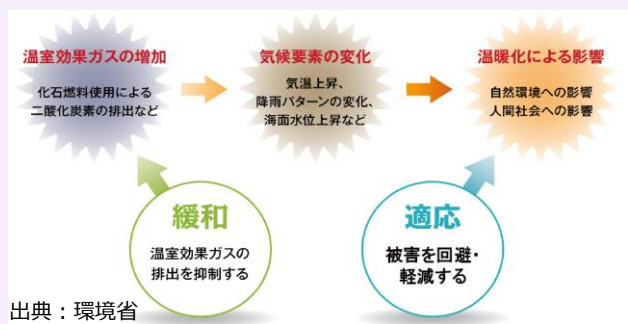 温室効果ガスの増加
化石燃料使用による
二酸化炭素の排出など
気候要素の変化
気温上昇、
降雨パターンの変化、
海面水位上昇など
温暖化による影響
自然環境への影響
人間社会への影響
緩和
温室効果ガスの
排出を抑制する
適応
被害を回避・
軽減する
出典：環境省